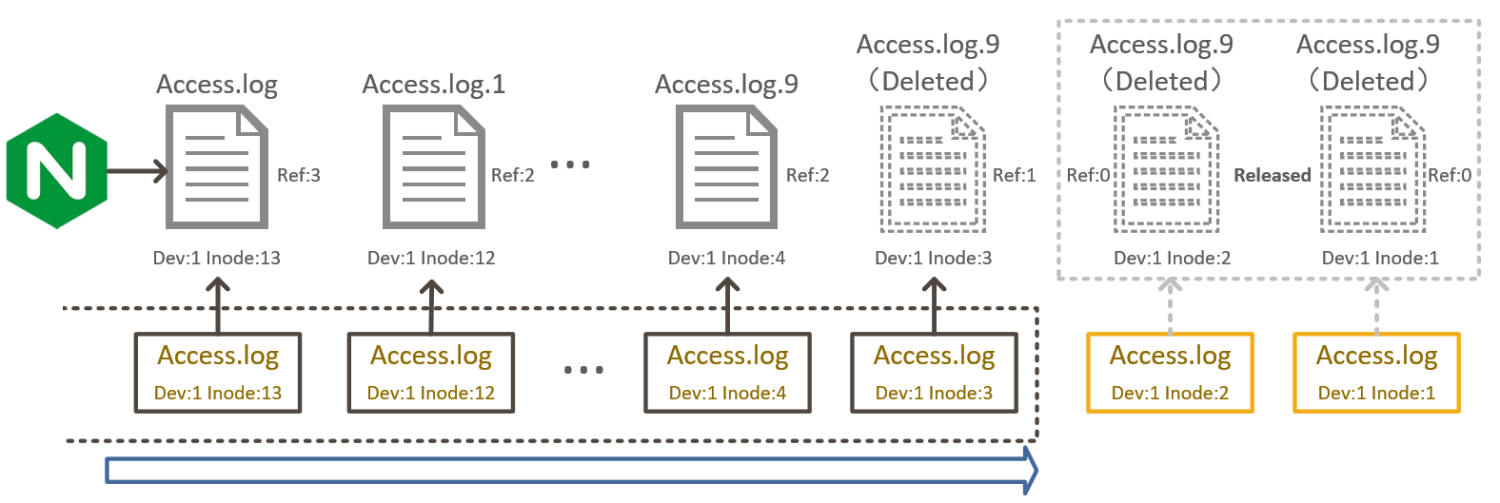 Access.log
Access.log.1
Access.log.9
Access.log.9
（Deleted）
Access.log.9
（Deleted）
Access.log.9
（Deleted）
N
Ref:3
Ref:2
...
Ref:2
Ref:1
Ref:0
Released
Ref:0
Dev:1 Inode:13
Dev:1 Inode:12
Dev:1 Inode:4
Dev:1 Inode:3
Dev:1 Inode:2
Dev:1 Inode:1
Access.log
Dev:1 Inode:13
Access.log
Dev:1 Inode:12
...
Access.log
Dev:1 Inode:4
Access.log
Dev:1 Inode:3
Access.log
Dev:1 Inode:2
Access.log
Dev:1 Inode:1